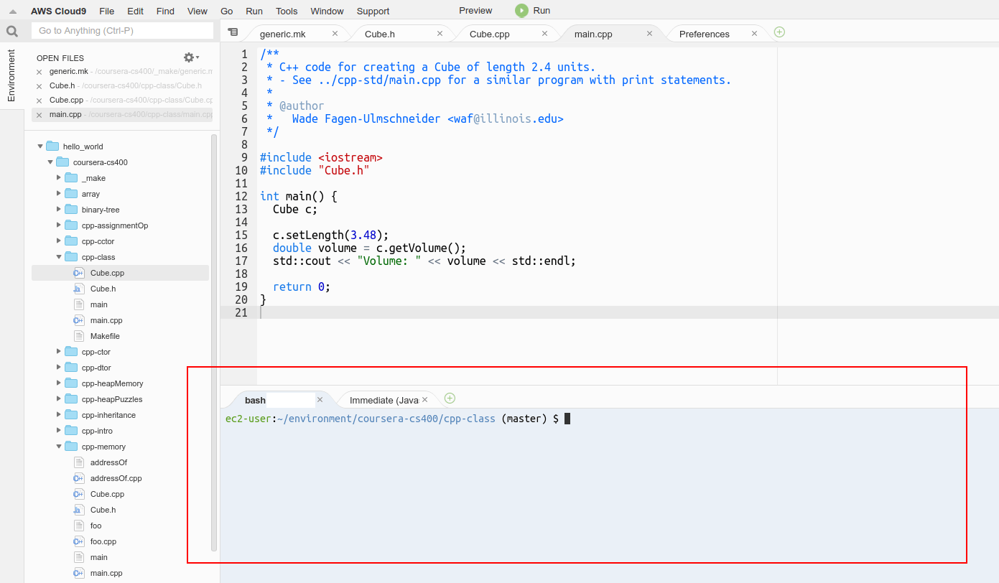 AWS Cloud9 File Edit Find View Go Run Tools Window Support Preview Run
Go to Anything (Ctrl-P)
Environment
OPEN FILES
generic.mk - /coursera-cs400/_make/generic.m
Cube.h - /coursera-cs400/cpp-class/Cube.h
Cube.cpp - /coursera-cs400/cpp-class/Cube.cp
main.cpp - /coursera-cs400/cpp-class/main.cpp
hello_world
coursera-cs400
_make
array
binary-tree
cpp-assignmentOp
cpp-cctor
cpp-class
Cube.cpp
Cube.h
main
main.cpp
Makefile
cpp-ctor
cpp-dtor
cpp-heapMemory
cpp-heapPuzzles
cpp-inheritance
cpp-intro
cpp-memory
addressOf
addressOf.cpp
Cube.cpp
Cube.h
foo
foo.cpp
main
main.cpp
generic.mk Cube.h Cube.cpp main.cpp Preferences
1 /**
2 * C++ code for creating a Cube of length 2.4 units.
3 * - See ../cpp-std/main.cpp for a similar program with print statements.
4 *
5 * @author
6 *   Wade Fagen-Ulmschneider <waf@illinois.edu>
7 */
8
9 #include <iostream>
10 #include "Cube.h"
11
12 int main() {
13   Cube c;
14
15   c.setLength(3.48);
16   double volume = c.getVolume();
17   std::cout << "Volume: " << volume << std::endl;
18
19   return 0;
20 }
21
bash Immediate (Java
ec2-user:~/environment/coursera-cs400/cpp-class (master) $